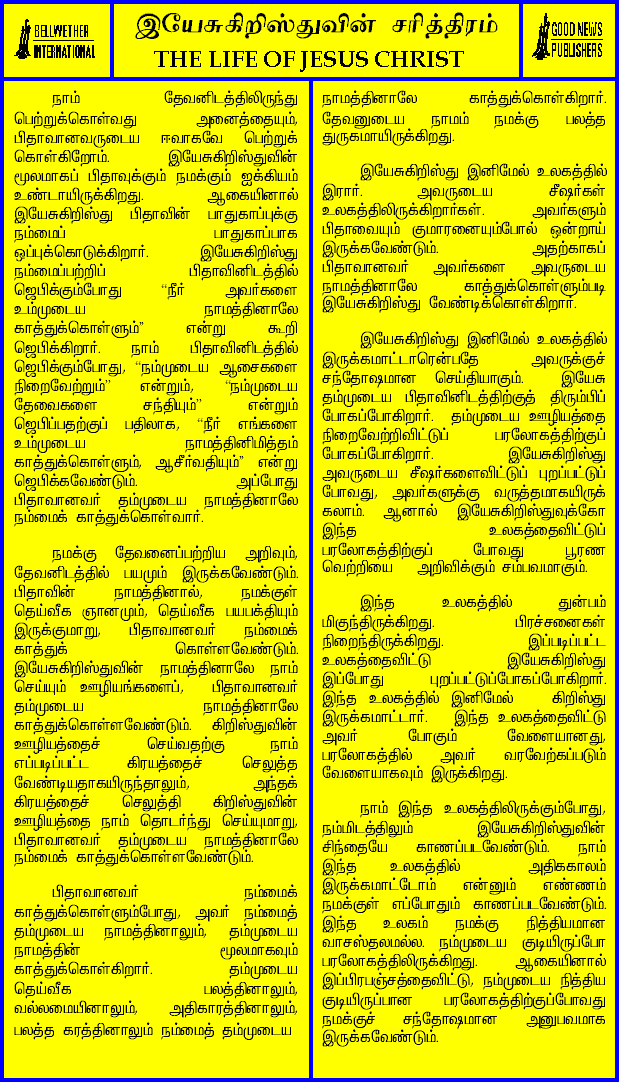 BELLWETHER
INTERNATIONAL
இயேசுகிறிஸ்துவின் சரித்திரம்
THE LIFE OF JESUS CHRIST
GOOD NEWS
PUBLISHERS
நாம் தேவனிடத்திலிருந்து
பெற்றுக்கொள்வது அனைத்தையும்,
பிதாவானவருடைய ஈவாகவே பெற்றுக்
கொள்கிறோம். இயேசுகிறிஸ்துவின்
மூலமாகப் பிதாவுக்கும் நமக்கும் ஐக்கியம்
உண்டாயிருக்கிறது. ஆகையினால்
இயேசுகிறிஸ்து பிதாவின் பாதுகாப்புக்கு
நம்மைப் பாதுகாப்பாக
ஒப்புக்கொடுக்கிறார். இயேசுகிறிஸ்து
நம்மைப்பற்றிப் பிதாவினிடத்தில்
ஜெபிக்கும்போது “நீர் அவர்களை
உம்முடைய நாமத்தினாலே
காத்துக்கொள்ளும்” என்று கூறி
ஜெபிக்கிறார். நாம் பிதாவினிடத்தில்
ஜெபிக்கும்போது, “நம்முடைய ஆசைகளை
நிறைவேற்றும்” என்றும், “நம்முடைய
தேவைகளை சந்தியும்” என்றும்
ஜெபிப்பதற்குப் பதிலாக, “நீர் எங்களை
உம்முடைய நாமத்தினிமித்தம்
காத்துக்கொள்ளும், ஆசீர்வதியும்” என்று
ஜெபிக்கவேண்டும். அப்போது
பிதாவானவர் தம்முடைய நாமத்தினாலே
நம்மைக் காத்துக்கொள்வார்.
நமக்கு தேவனைப்பற்றிய அறிவும்,
தேவனிடத்தில் பயமும் இருக்கவேண்டும்.
பிதாவின் நாமத்தினால், நமக்குள்
தெய்வீக ஞானமும், தெய்வீக பயபக்தியும்
இருக்குமாறு, பிதாவானவர் நம்மைக்
காத்துக் கொள்ளவேண்டும்.
இயேசுகிறிஸ்துவின் நாமத்தினாலே நாம்
செய்யும் ஊழியங்களைப், பிதாவானவர்
தம்முடைய நாமத்தினாலே
காத்துக்கொள்ளவேண்டும். கிறிஸ்துவின்
ஊழியத்தைச் செய்வதற்கு நாம்
எப்படிப்பட்ட கிரயத்தைச் செலுத்த
வேண்டியதாகயிருந்தாலும், அந்தக்
கிரயத்தைச் செலுத்தி கிறிஸ்துவின்
ஊழியத்தை நாம் தொடர்ந்து செய்யுமாறு,
பிதாவானவர் தம்முடைய நாமத்தினாலே
நம்மைக் காத்துக்கொள்ளவேண்டும்.
பிதாவானவர் நம்மைக்
காத்துக்கொள்ளும்போது, அவர் நம்மைத்
தம்முடைய நாமத்தினாலும், தம்முடைய
நாமத்தின் மூலமாகவும்
காத்துக்கொள்கிறார். தம்முடைய
தெய்வீக பலத்தினாலும்,
வல்லமையினாலும், அதிகாரத்தினாலும்,
பலத்த கரத்தினாலும் நம்மைத் தம்முடைய
நாமத்தினாலே காத்துக்கொள்கிறார்.
தேவனுடைய நாமம் நமக்கு பலத்த
துருகமாயிருக்கிறது.
இயேசுகிறிஸ்து இனிமேல் உலகத்தில்
இரார். அவருடைய சீஷர்கள்
உலகத்திலிருக்கிறார்கள். அவர்களும்
பிதாவையும் குமாரனையும்போல் ஒன்றாய்
இருக்கவேண்டும். அதற்காகப்
பிதாவானவர் அவர்களை அவருடைய
நாமத்தினாலே காத்துக்கொள்ளும்படி
இயேசுகிறிஸ்து வேண்டிக்கொள்கிறார்.
இயேசுகிறிஸ்து இனிமேல் உலகத்தில்
இருக்கமாட்டாரென்பதே அவருக்குச்
சந்தோஷமான செய்தியாகும். இயேசு
தம்முடைய பிதாவினிடத்திற்குத் திரும்பிப்
போகப்போகிறார். தம்முடைய ஊழியத்தை
நிறைவேற்றிவிட்டுப் பரலோகத்திற்குப்
போகப்போகிறார். இயேசுகிறிஸ்து
அவருடைய சீஷர்களைவிட்டுப் புறப்பட்டுப்
போவது, அவர்களுக்கு வருத்தமாகயிருக்
கலாம். ஆனால் இயேசுகிறிஸ்துவுக்கோ
இந்த உலகத்தைவிட்டுப்
பரலோகத்திற்குப் போவது பூரண
வெற்றியை அறிவிக்கும் சம்பவமாகும்.
இந்த உலகத்தில் துன்பம்
மிகுந்திருக்கிறது. பிரச்சனைகள்
நிறைந்திருக்கிறது. இப்படிப்பட்ட
உலகத்தைவிட்டு இயேசுகிறிஸ்து
இப்போது புறப்பட்டுப்போகப்போகிறார்.
இந்த உலகத்தில் இனிமேல் கிறிஸ்து
இருக்கமாட்டார். இந்த உலகத்தைவிட்டு
அவர் போகும் வேளையானது,
பரலோகத்தில் அவர் வரவேற்கப்படும்
வேளையாகவும் இருக்கிறது.
நாம் இந்த உலகத்திலிருக்கும்போது,
நம்மிடத்திலும் இயேசுகிறிஸ்துவின்
சிந்தையே காணப்படவேண்டும். நாம்
இந்த உலகத்தில் அதிககாலம்
இருக்கமாட்டோம் என்னும் எண்ணம்
நமக்குள் எப்போதும் காணப்படவேண்டும்.
இந்த உலகம் நமக்கு நித்தியமான
வாசஸ்தலமல்ல. நம்முடைய குடியிருப்போ
பரலோகத்திலிருக்கிறது. ஆகையினால்
இப்பிரபஞ்சத்தைவிட்டு, நம்முடைய நித்திய
குடியிருப்பான பரலோகத்திற்குப்போவது
நமக்குச் சந்தோஷமான அனுபவமாக
இருக்கவேண்டும்.